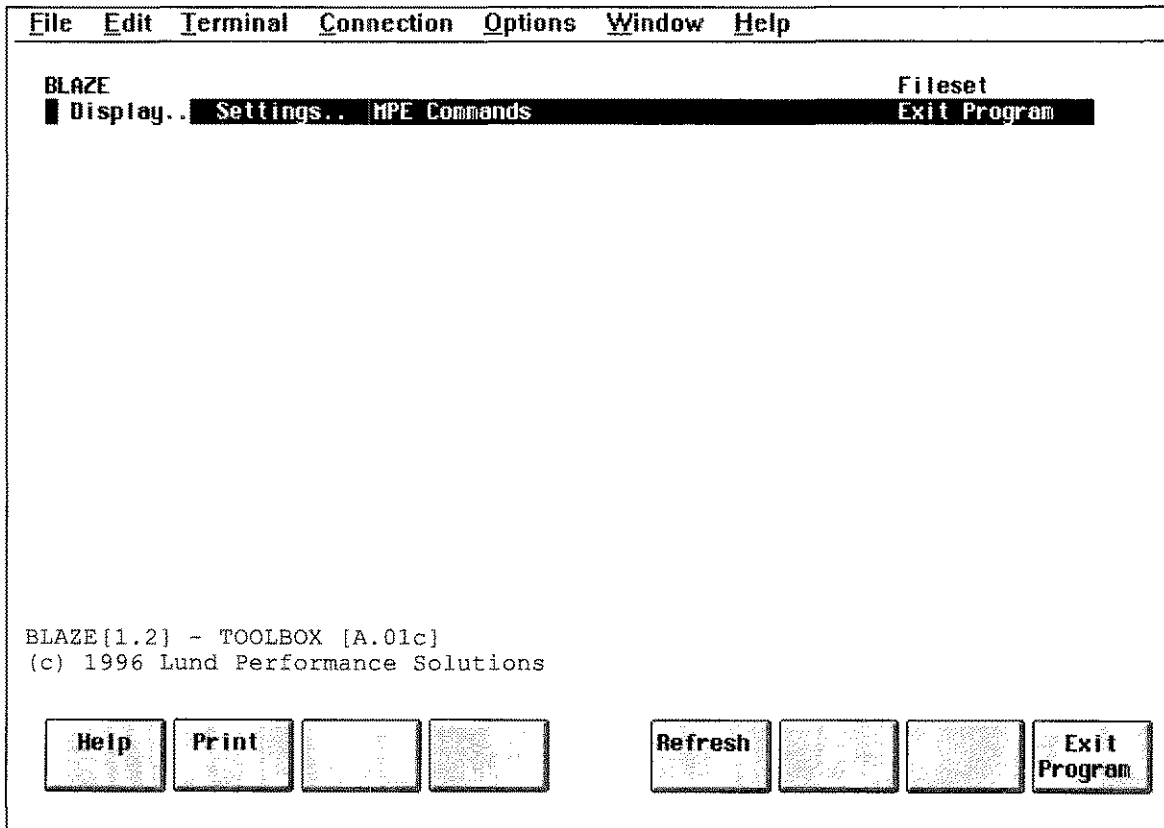 File Edit Terminal Connection Options Window Help
BLAZE Fileset
Display.. Settings.. MPE Commands Exit Program
BLAZE[1.2] - TOOLBOX [A.01c]
(c) 1996 Lund Performance Solutions
Help Print Refresh Exit Program